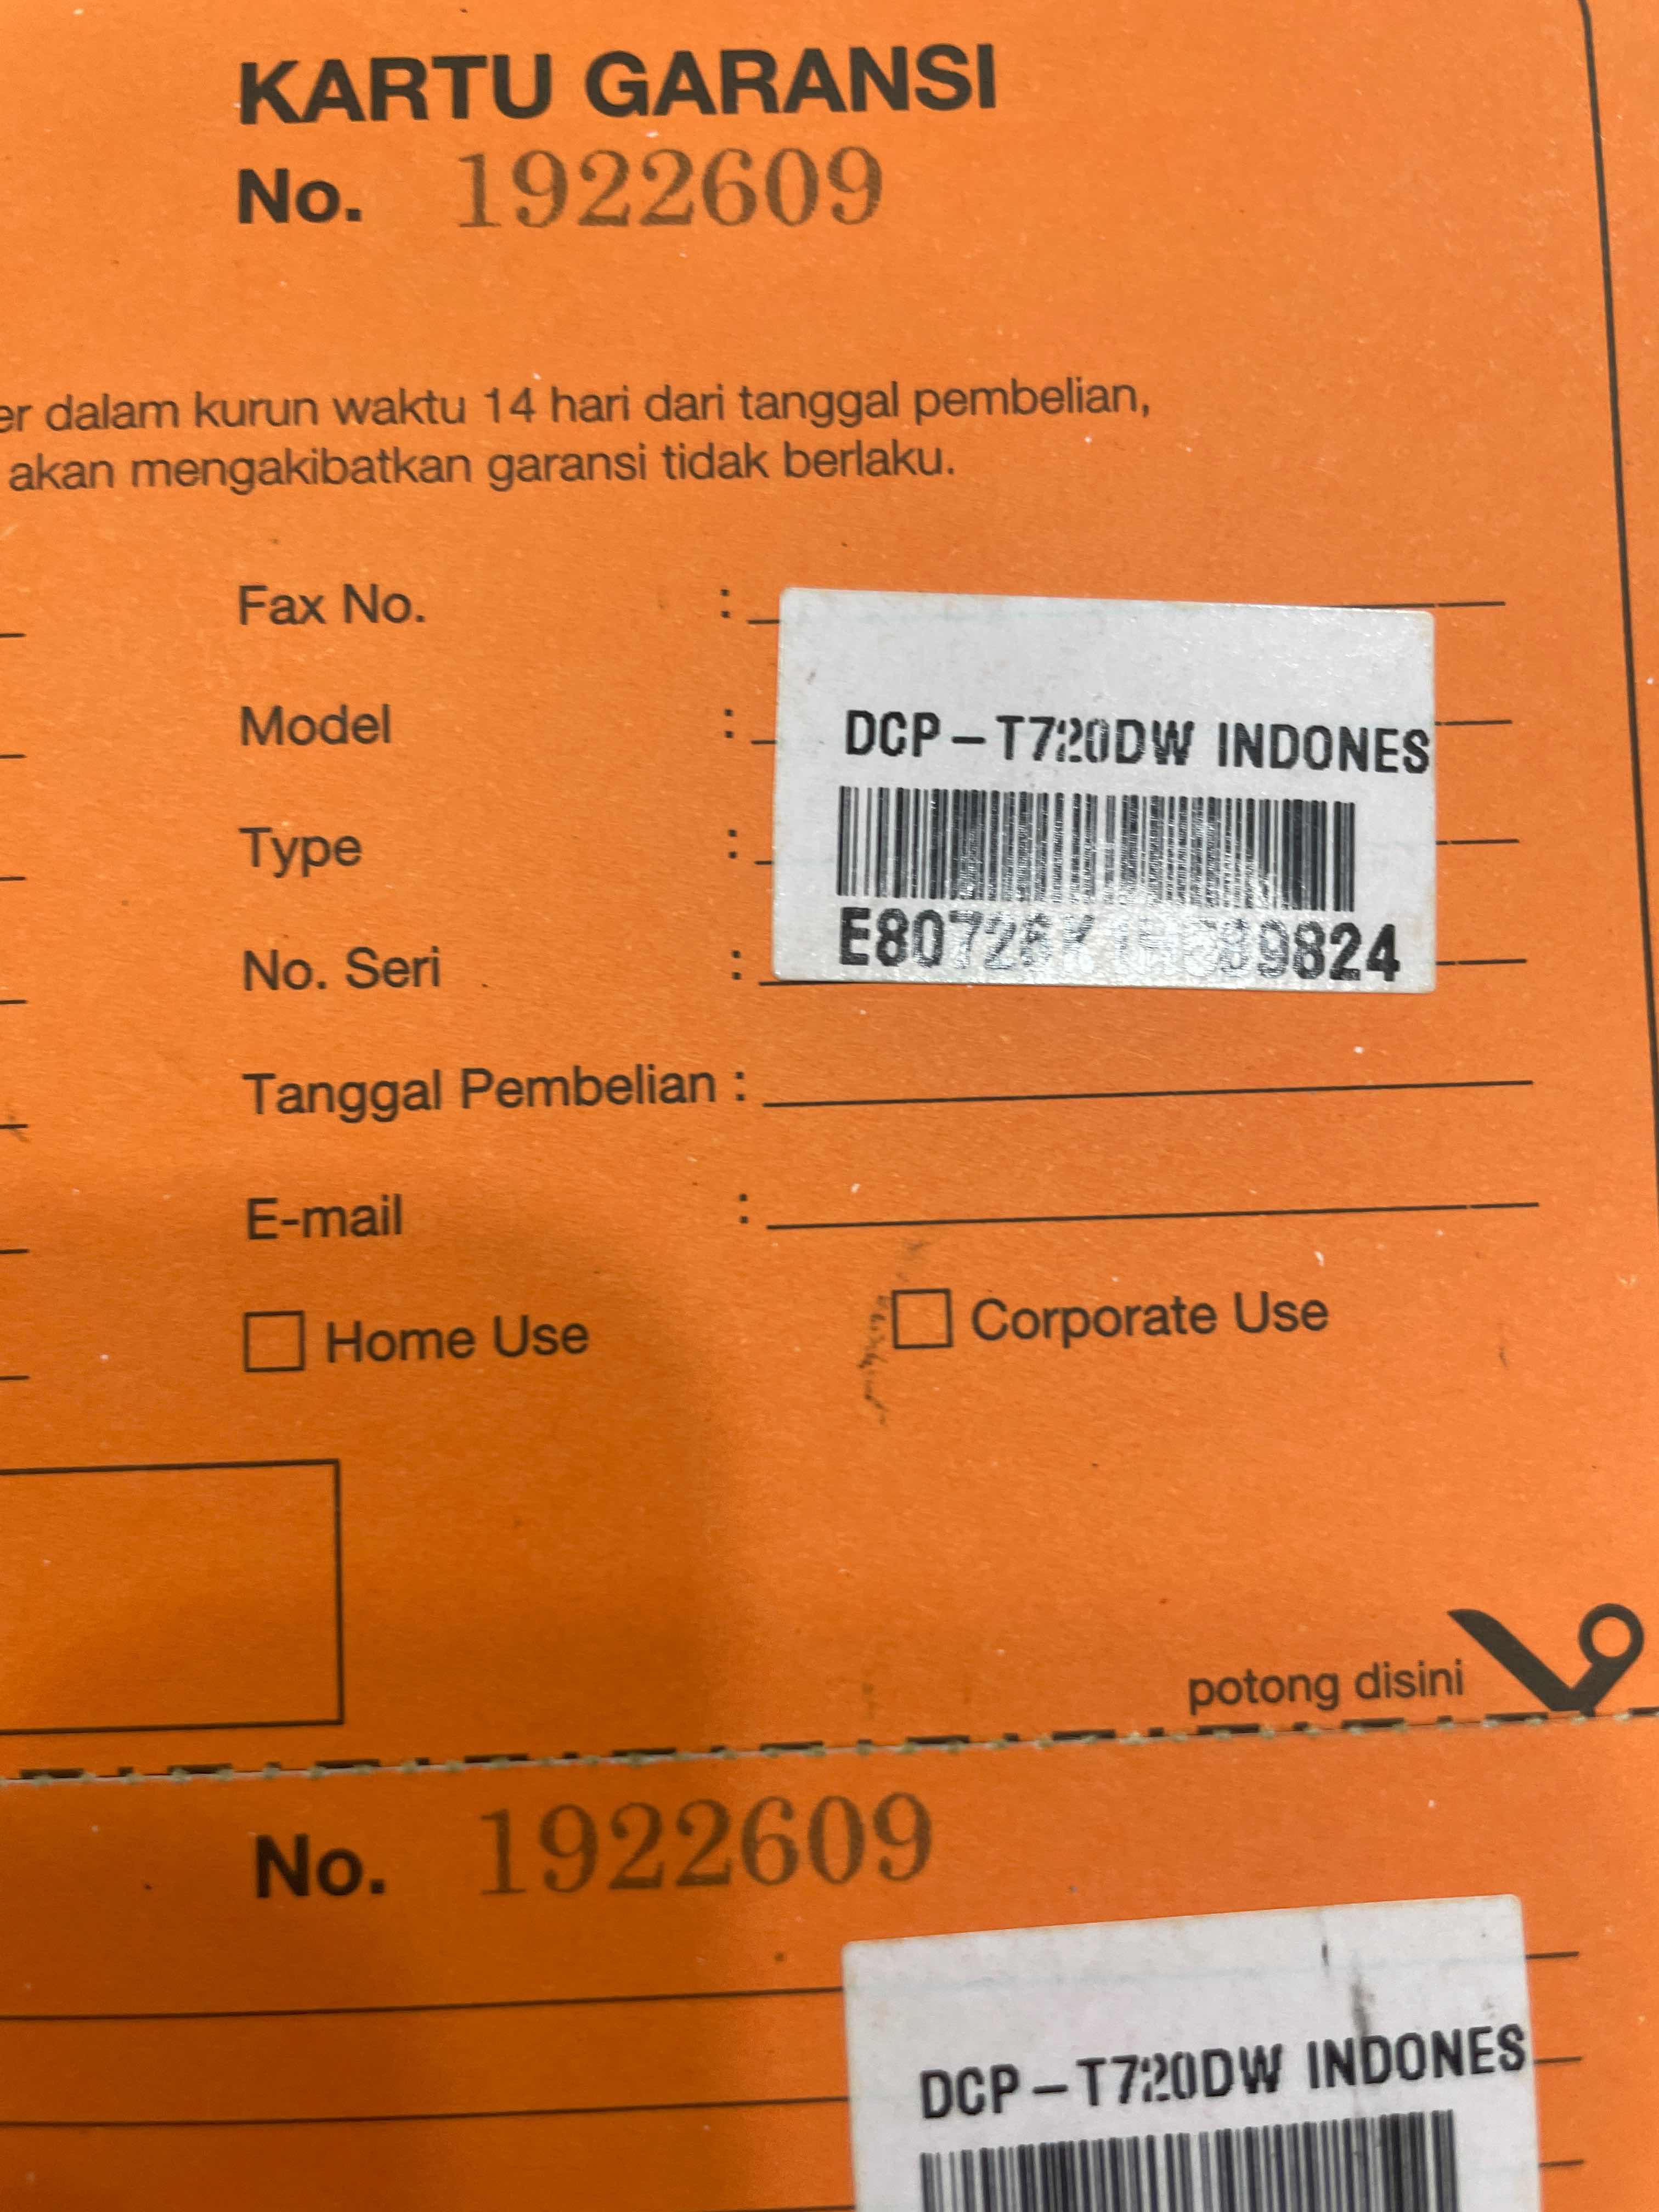 KARTU GARANSI
No. 1922609
er dalam kurun waktu 14 hari dari tanggal pembelian,
akan mengakibatkan garansi tidak berlaku.
Fax No. :
Model : DCP-T720DW INDONES
Type :
No. Seri :
Tanggal Pembelian :
E-mail :
Home Use
Corporate Use
potong disini
No. 1922609
DCP-T720DW INDONES